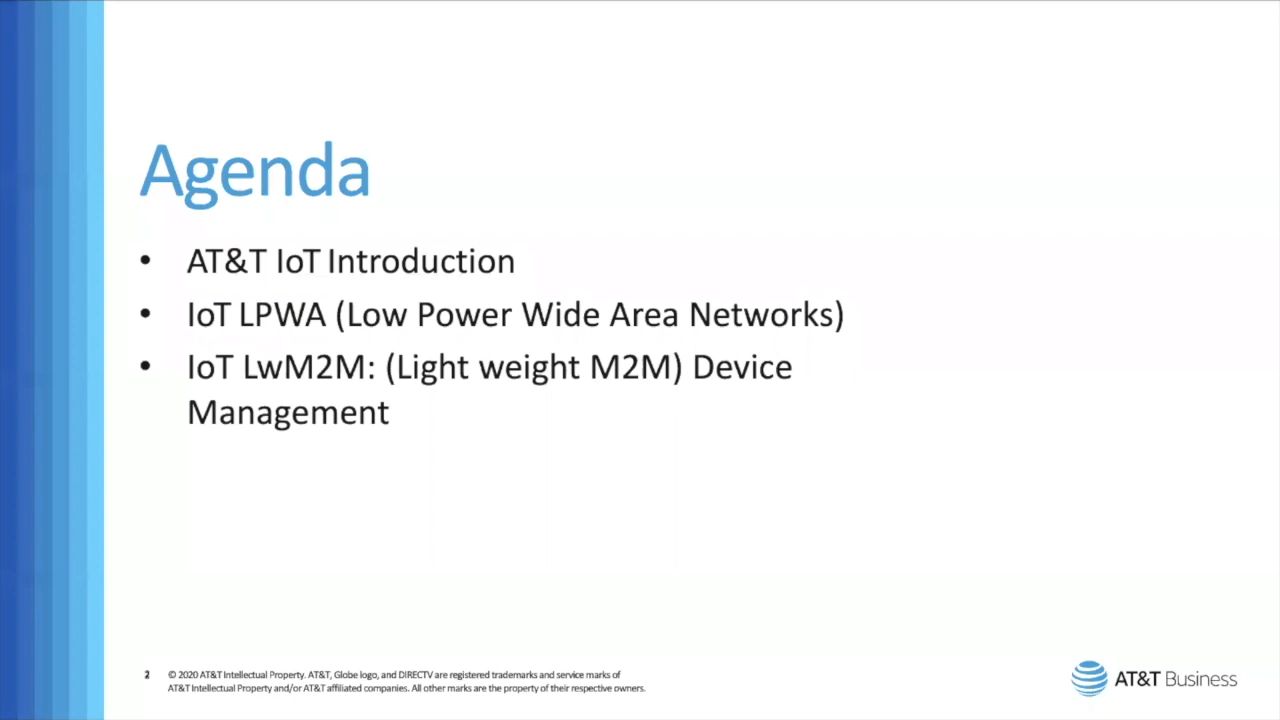 Agenda
• AT&T IoT Introduction
• IoT LPWA (Low Power Wide Area Networks)
• IoT LwM2M: (Light weight M2M) Device
Management
2 © 2020 AT&T Intellectual Property. AT&T, Globe logo, and DIRECTV are registered trademarks and service marks of
AT&T Intellectual Property and/or AT&T affiliated companies. All other marks are the property of their respective owners.
AT&T Business